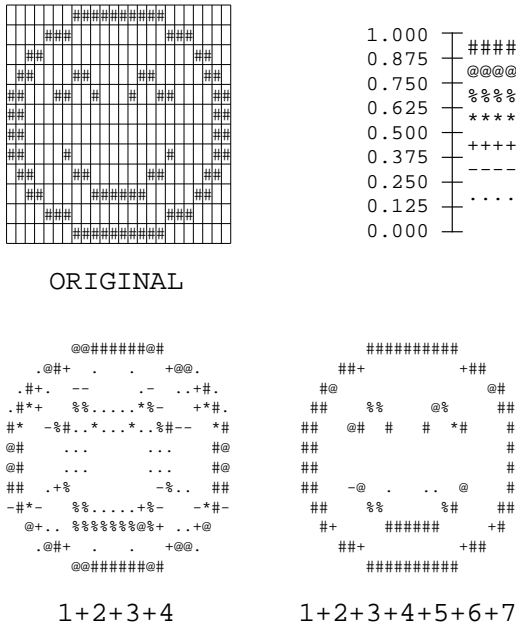 ##########
### ###
## ##
## ## ## ##
## ## # # ## ##
## ##
## ##
## # # ##
## ## ## ##
## ###### ##
### ###
##########
ORIGINAL
1.000
0.875
0.750
0.625
0.500
0.375
0.250
0.125
0.000
####
@@@@
%%%%
****
++++
----
....
@@######@#
.@#+ . . +@@.
.#+. -- .- ..+#.
.#*+ %%.....*%- +*#.
#* -%#..*...*..%#-- *#
@# ... ... #@
@# ... ... #@
## .+% -%.. ##
-#*- %%.....+%- -*#-
@+.. %%%%%%%@%+ ..+@
.@#+ . . +@@.
@@######@#
1+2+3+4
##########
##+ +##
#@ @#
## %% @% ##
## @# # # *# #
## #
## #
## -@ . .. @ #
## %% %# ##
#+ ###### +#
##+ +##
##########
1+2+3+4+5+6+7